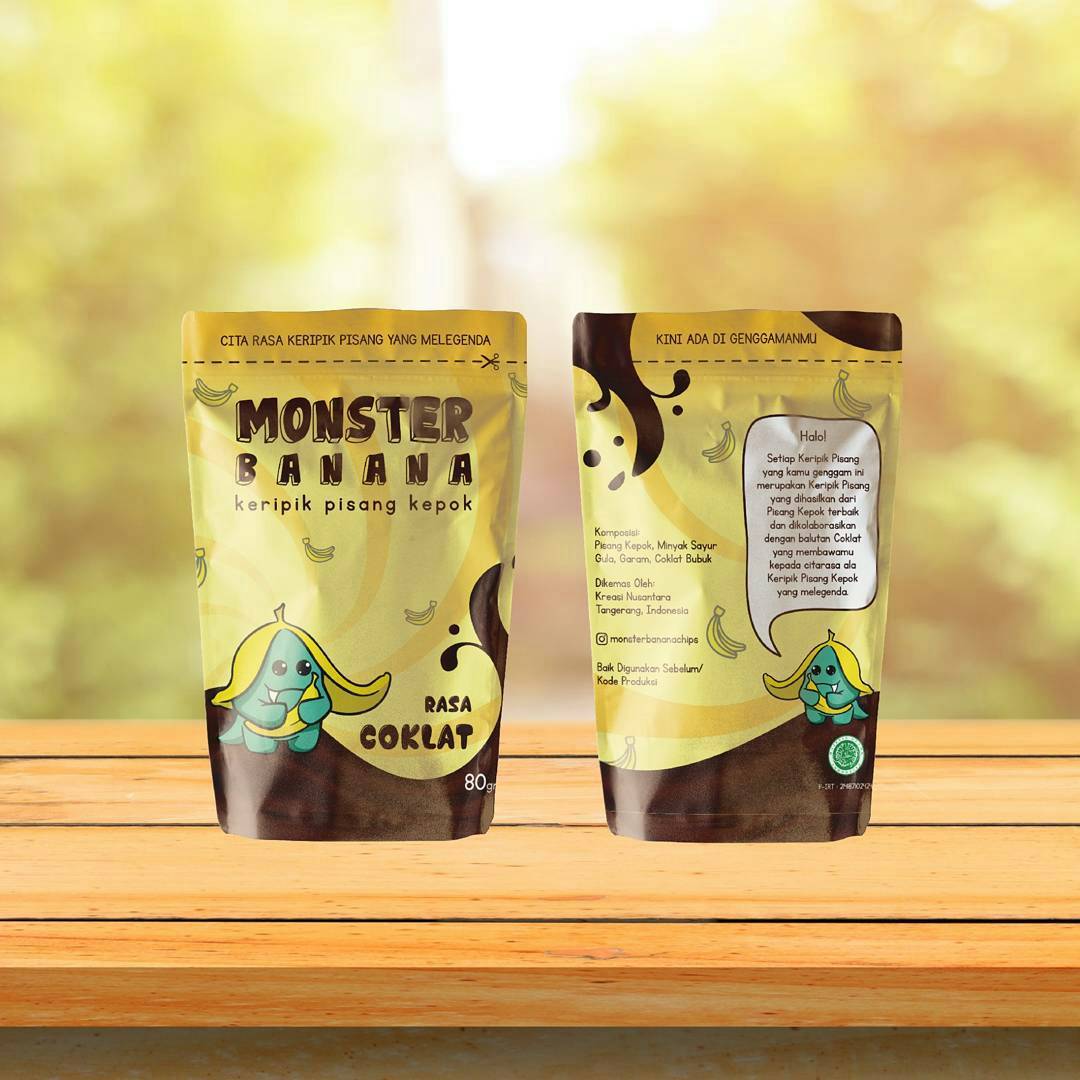 CITA RASA KERIPIK PISANG YANG MELEGENDA
MONSTER
BANANA
keripik pisang kepok
RASA
COKLAT
80gr
KINI ADA DI GENGGAMANMU
Halo!
Setiap Keripik Pisang
yang kamu genggam ini
merupakan Keripik Pisang
yang dihasilkan dari
Pisang Kepok terbaik
dan dikolaborasikan
dengan balutan Coklat
yang membawamu
kepada citarasa ala
Keripik Pisang Kepok
yang melegenda.
Komposisi:
Pisang Kepok, Minyak Sayur
Gula, Garam, Coklat Bubuk
Dikemas Oleh:
Kreasi Nusantara
Tangerang, Indonesia
monsterbananachips
Baik Digunakan Sebelum/
Kode Produksi
P-IRT :